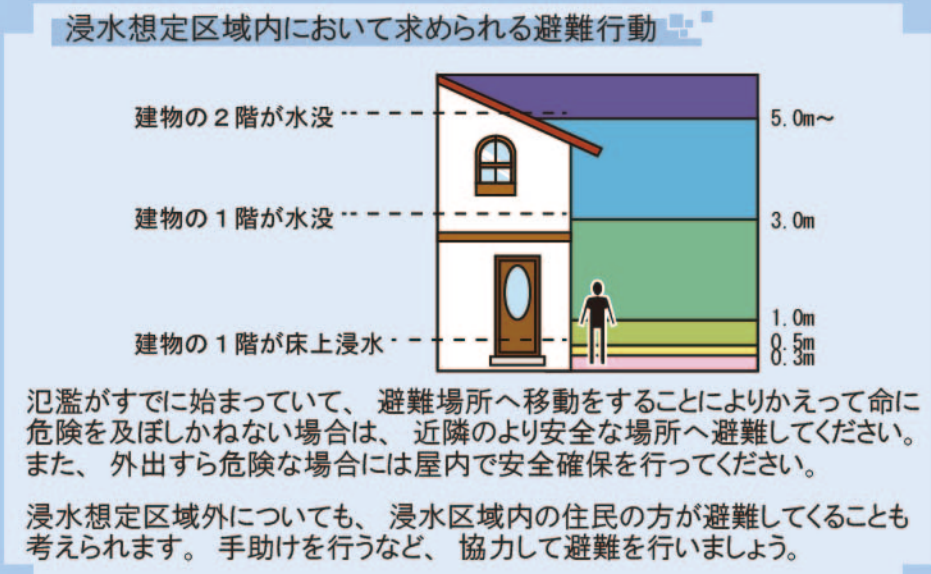 浸水想定区域内において求められる避難行動
建物の2階が水没
5.0m～
建物の1階が水没
3.0m
1.0m
建物の1階が床上浸水
0.5m
0.3m
氾濫がすでに始まっていて、避難場所へ移動をすることによりかえって命に
危険を及ぼしかねない場合は、近隣のより安全な場所へ避難してください。
また、外出すら危険な場合には屋内で安全確保を行ってください。
浸水想定区域外についても、浸水区域内の住民の方が避難してくることも
考えられます。手助けを行うなど、協力して避難を行いましょう。